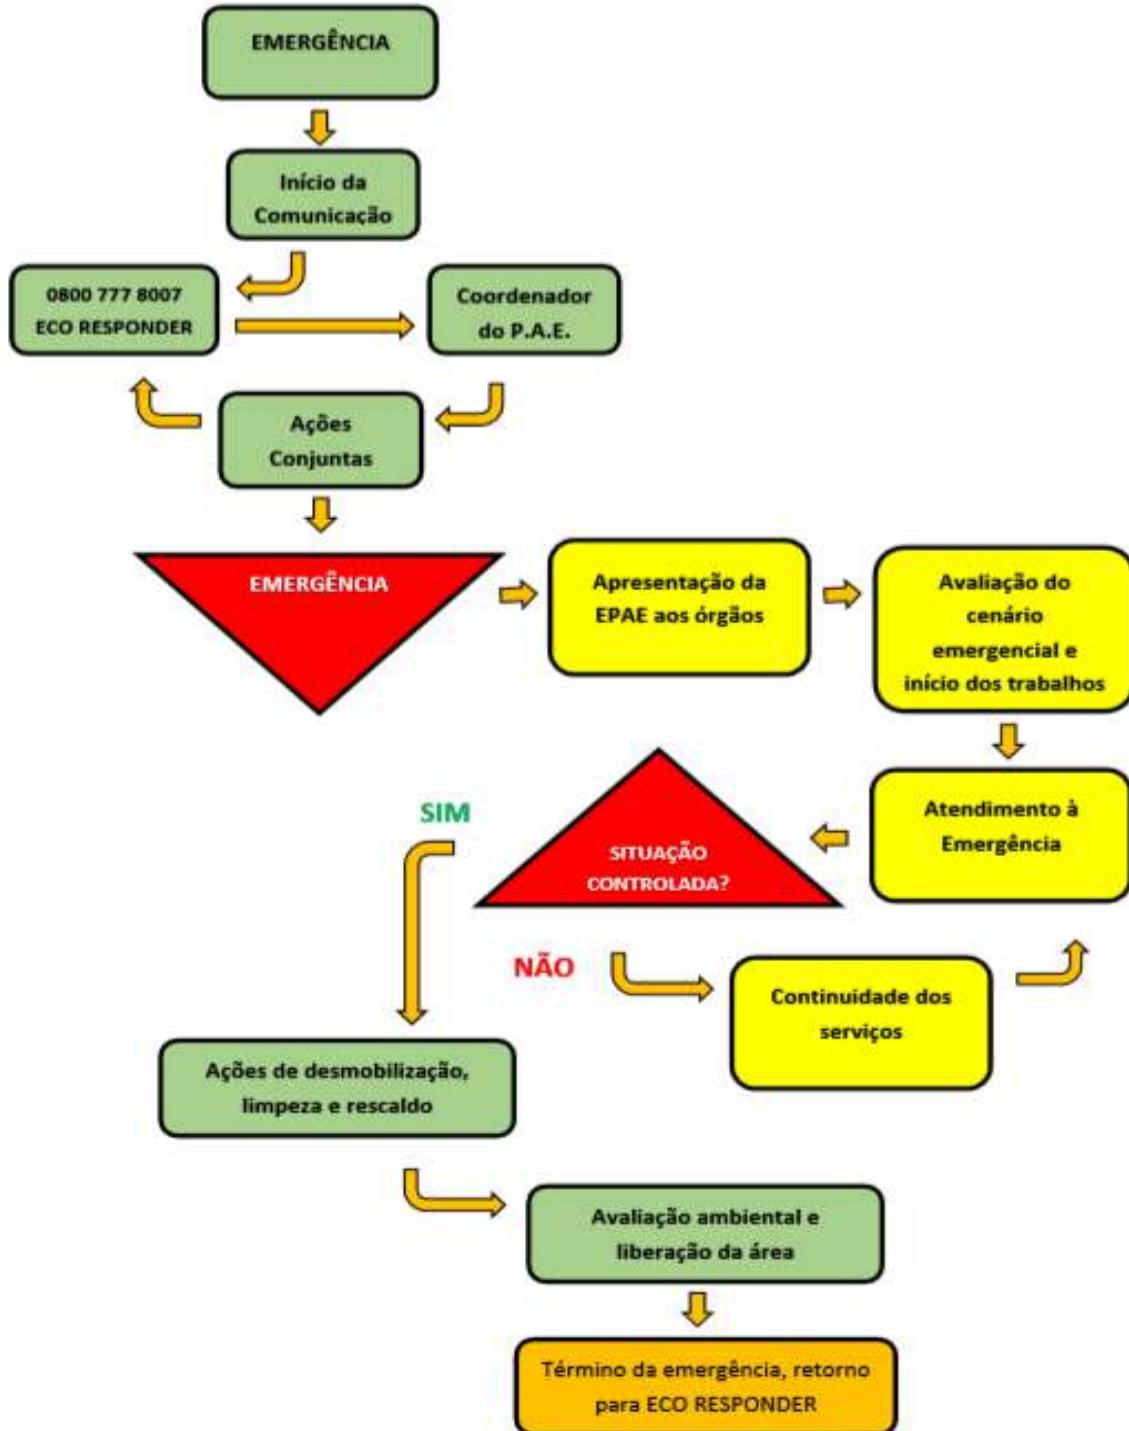 EMERGÊNCIA
Início da
Comunicação
0800 777 8007
ECO RESPONDER
Coordenador
do P.A.E.
Ações
Conjuntas
EMERGÊNCIA
Apresentação da
EPAE aos órgãos
Avaliação do
cenário
emergencial e
início dos trabalhos
Atendimento à
Emergência
SITUAÇÃO
CONTROLADA?
SIM
NÃO
Continuidade dos
serviços
Ações de desmobilização,
limpeza e rescaldo
Avaliação ambiental e
liberação da área
Término da emergência, retorno
para ECO RESPONDER